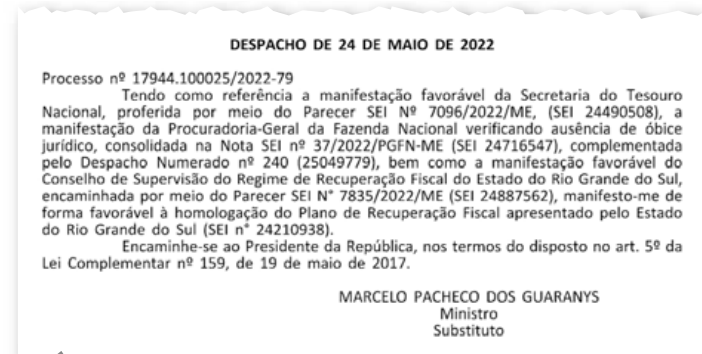 DESPACHO DE 24 DE MAIO DE 2022
Processo nº 17944.100025/2022-79
Tendo como referência a manifestação favorável da Secretaria do Tesouro
Nacional, proferida por meio do Parecer SEI Nº 7096/2022/ME, (SEI 24490508), a
manifestação da Procuradoria-Geral da Fazenda Nacional verificando ausência de óbice
jurídico, consolidada na Nota SEI nº 37/2022/PGFN-ME (SEI 24716547), complementada
pelo Despacho Numerado nº 240 (25049779), bem como a manifestação favorável do
Conselho de Supervisão do Regime de Recuperação Fiscal do Estado do Rio Grande do Sul,
encaminhada por meio do Parecer SEI N° 7835/2022/ME (SEI 24887562), manifesto-me de
forma favorável à homologação do Plano de Recuperação Fiscal apresentado pelo Estado
do Rio Grande do Sul (SEI n° 24210938).
Encaminhe-se ao Presidente da República, nos termos do disposto no art. 5º da
Lei Complementar nº 159, de 19 de maio de 2017.
MARCELO PACHECO DOS GUARANYS
Ministro
Substituto